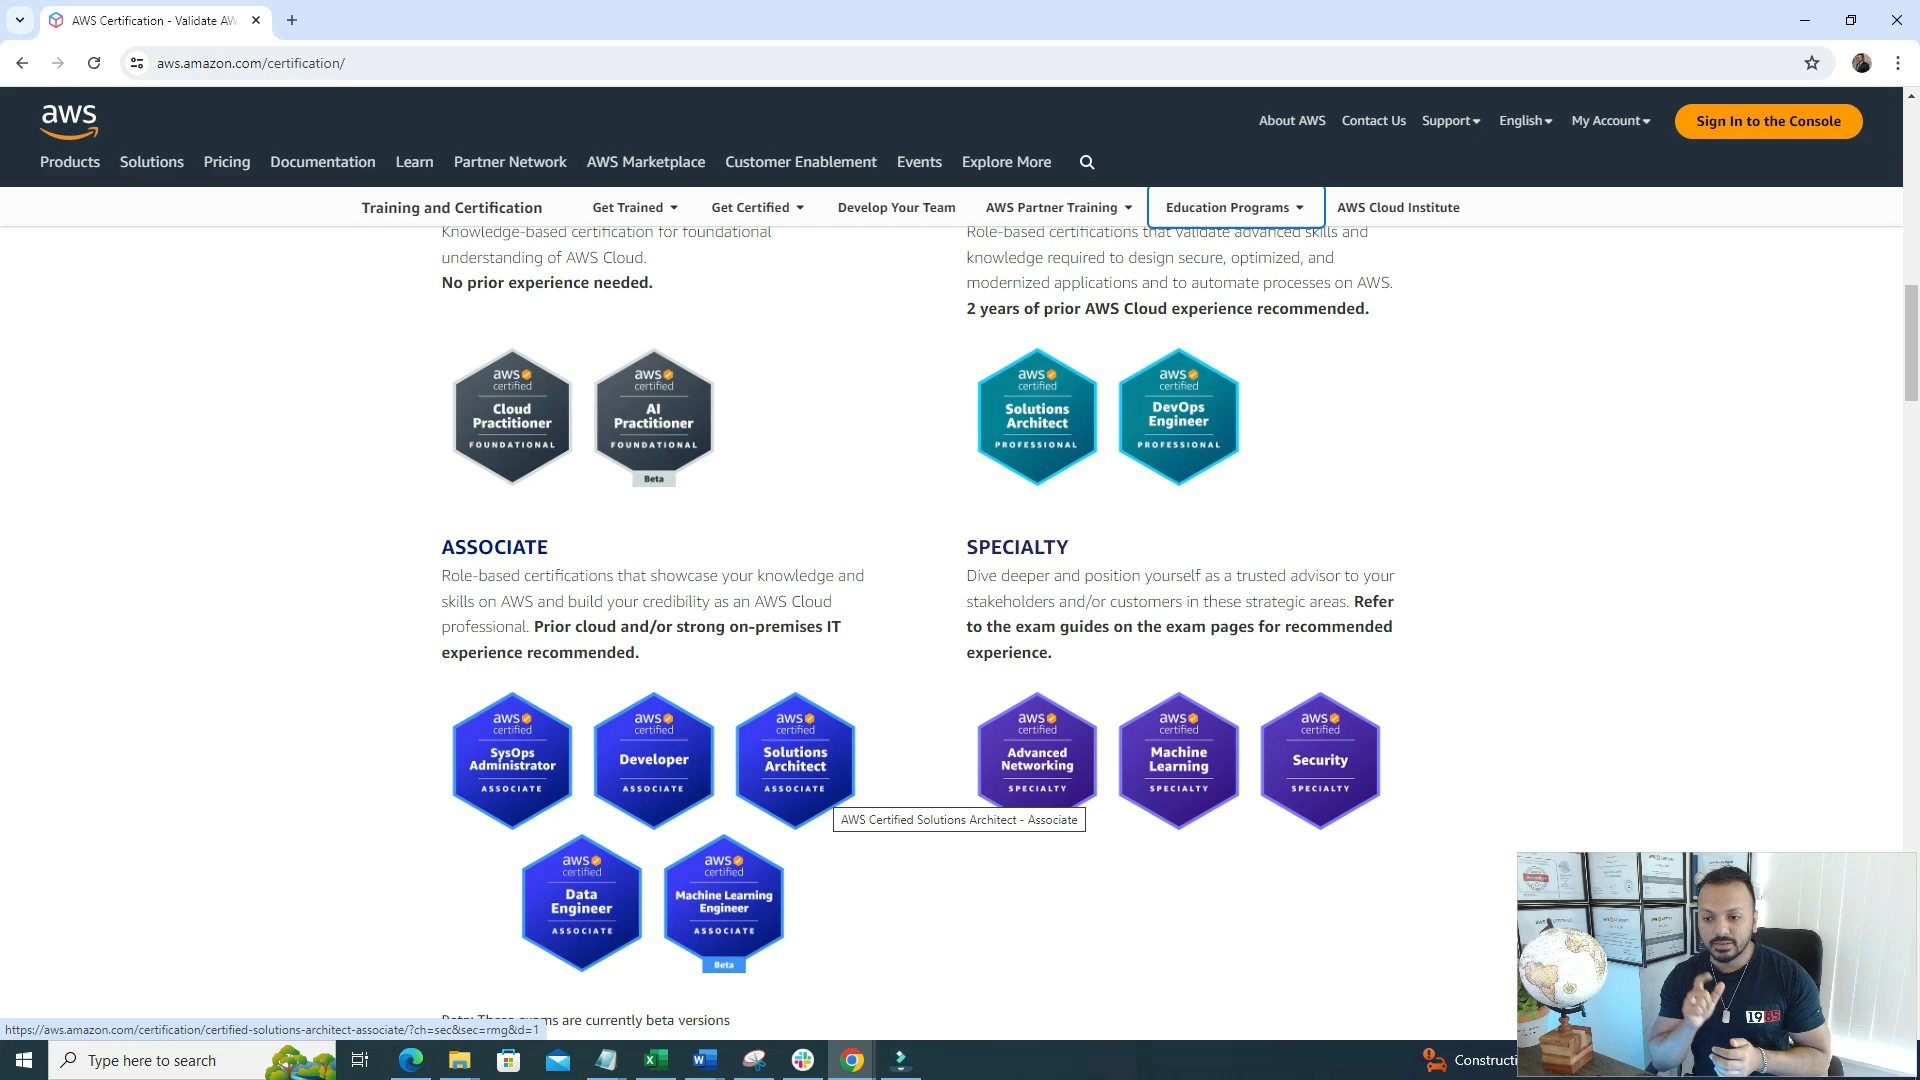 AWS Certification - Validate AW
aws.amazon.com/certification/
aws
About AWS
Contact Us
Support
English
My Account
Sign In to the Console
Products
Solutions
Pricing
Documentation
Learn
Partner Network
AWS Marketplace
Customer Enablement
Events
Explore More
Training and Certification
Get Trained
Get Certified
Develop Your Team
AWS Partner Training
Education Programs
AWS Cloud Institute
Knowledge-based certification for foundational
understanding of AWS Cloud.
No prior experience needed.
Role-based certifications that validate advanced skills and
knowledge required to design secure, optimized, and
modernized applications and to automate processes on AWS.
2 years of prior AWS Cloud experience recommended.
aws
certified
Cloud
Practitioner
FOUNDATIONAL
aws
certified
AI
Practitioner
FOUNDATIONAL
Beta
aws
certified
Solutions
Architect
PROFESSIONAL
aws
certified
DevOps
Engineer
PROFESSIONAL
ASSOCIATE
Role-based certifications that showcase your knowledge and
skills on AWS and build your credibility as an AWS Cloud
professional. Prior cloud and/or strong on-premises IT
experience recommended.
SPECIALTY
Dive deeper and position yourself as a trusted advisor to your
stakeholders and/or customers in these strategic areas. Refer
to the exam guides on the exam pages for recommended
experience.
aws
certified
SysOps
Administrator
ASSOCIATE
aws
certified
Developer
ASSOCIATE
aws
certified
Solutions
Architect
ASSOCIATE
aws
certified
Advanced
Networking
SPECIALTY
aws
certified
Machine
Learning
SPECIALTY
aws
certified
Security
SPECIALTY
AWS Certified Solutions Architect - Associate
aws
certified
Data
Engineer
ASSOCIATE
aws
certified
Machine Learning
Engineer
ASSOCIATE
Beta
are currently beta versions
https://aws.amazon.com/certification/certified-solutions-architect-associate/?ch=sec&sec=rmg&d=1
Type here to search
Constructi
1985